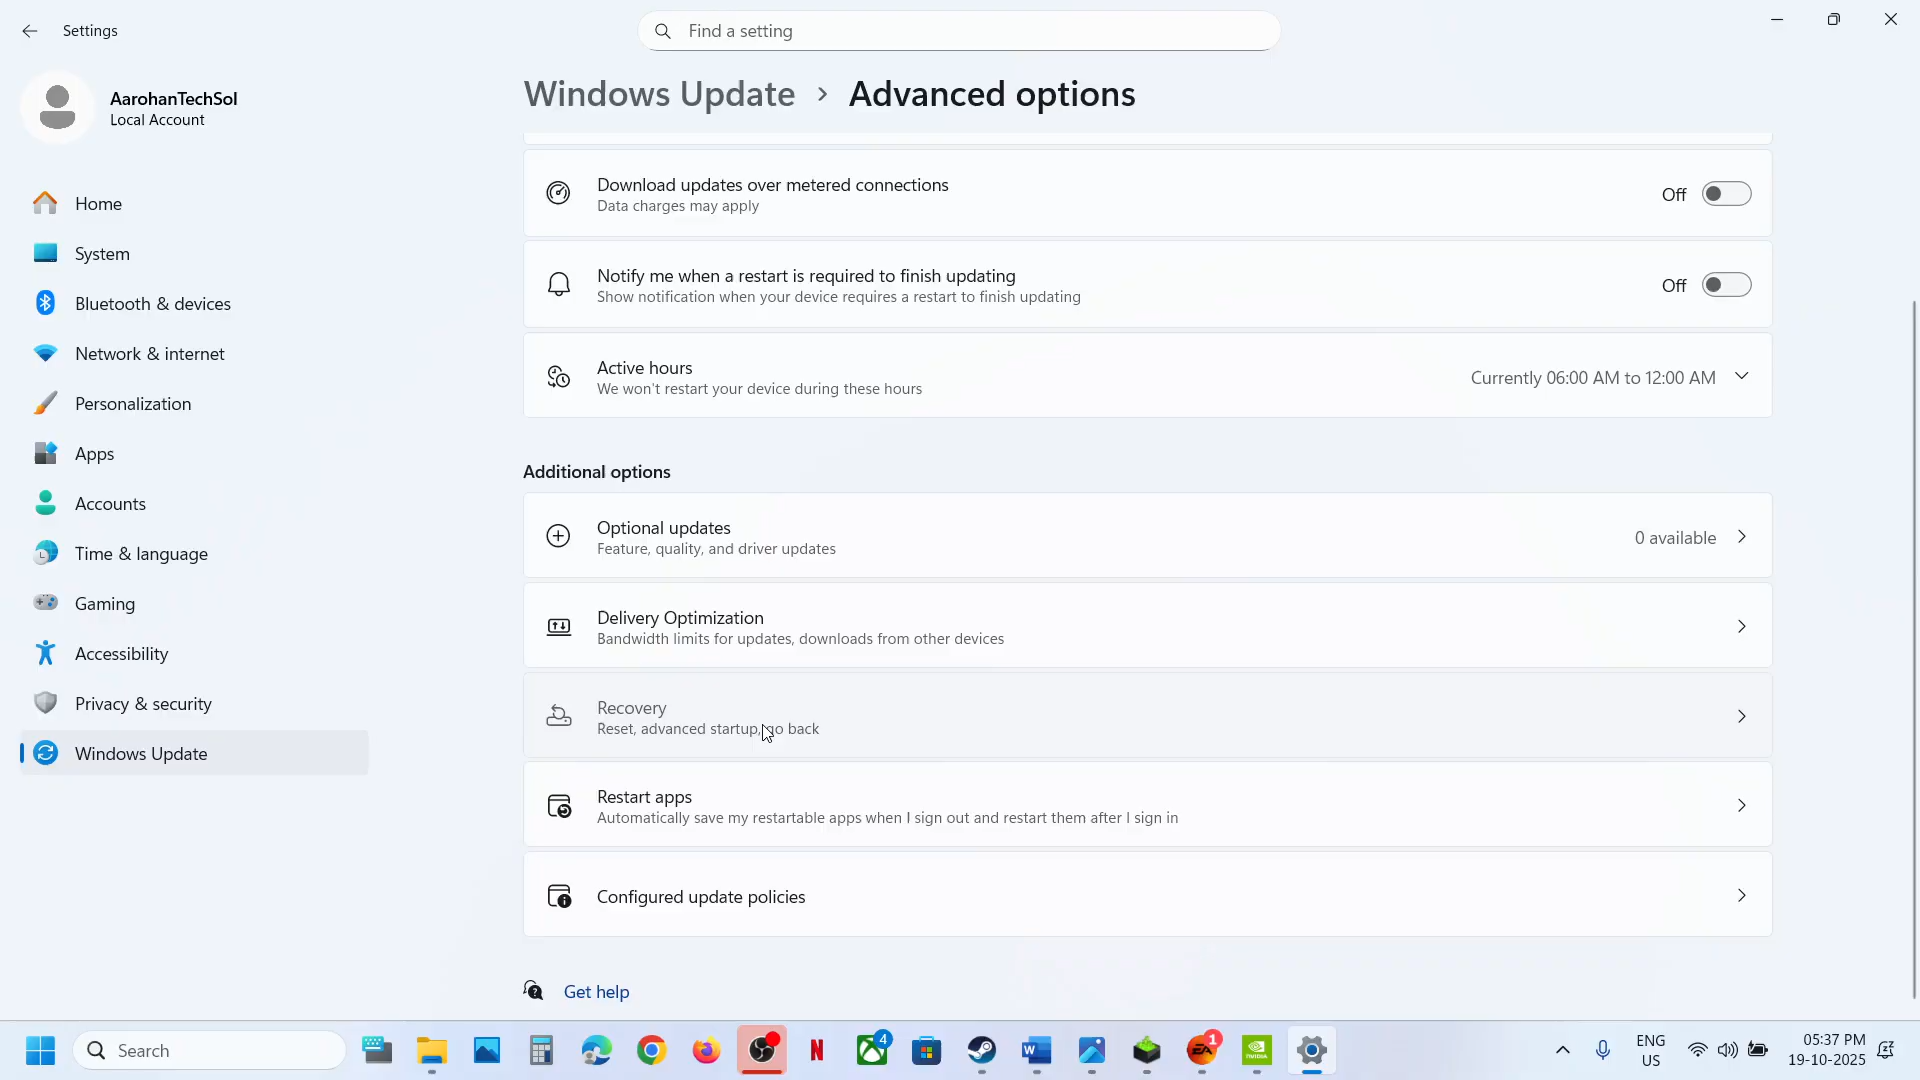 Settings
Find a setting
AarohanTechSol
Local Account
Home
System
Bluetooth & devices
Network & internet
Personalization
Apps
Accounts
Time & language
Gaming
Accessibility
Privacy & security
Windows Update
Windows Update > Advanced options
Download updates over metered connections
Data charges may apply
Off
Notify me when a restart is required to finish updating
Show notification when your device requires a restart to finish updating
Off
Active hours
We won't restart your device during these hours
Currently 06:00 AM to 12:00 AM
Additional options
Optional updates
Feature, quality, and driver updates
0 available
Delivery Optimization
Bandwidth limits for updates, downloads from other devices
Recovery
Reset, advanced startup, go back
Restart apps
Automatically save my restartable apps when I sign out and restart them after I sign in
Configured update policies
Get help
Search
4
1
ENG
US
05:37 PM
19-10-2025